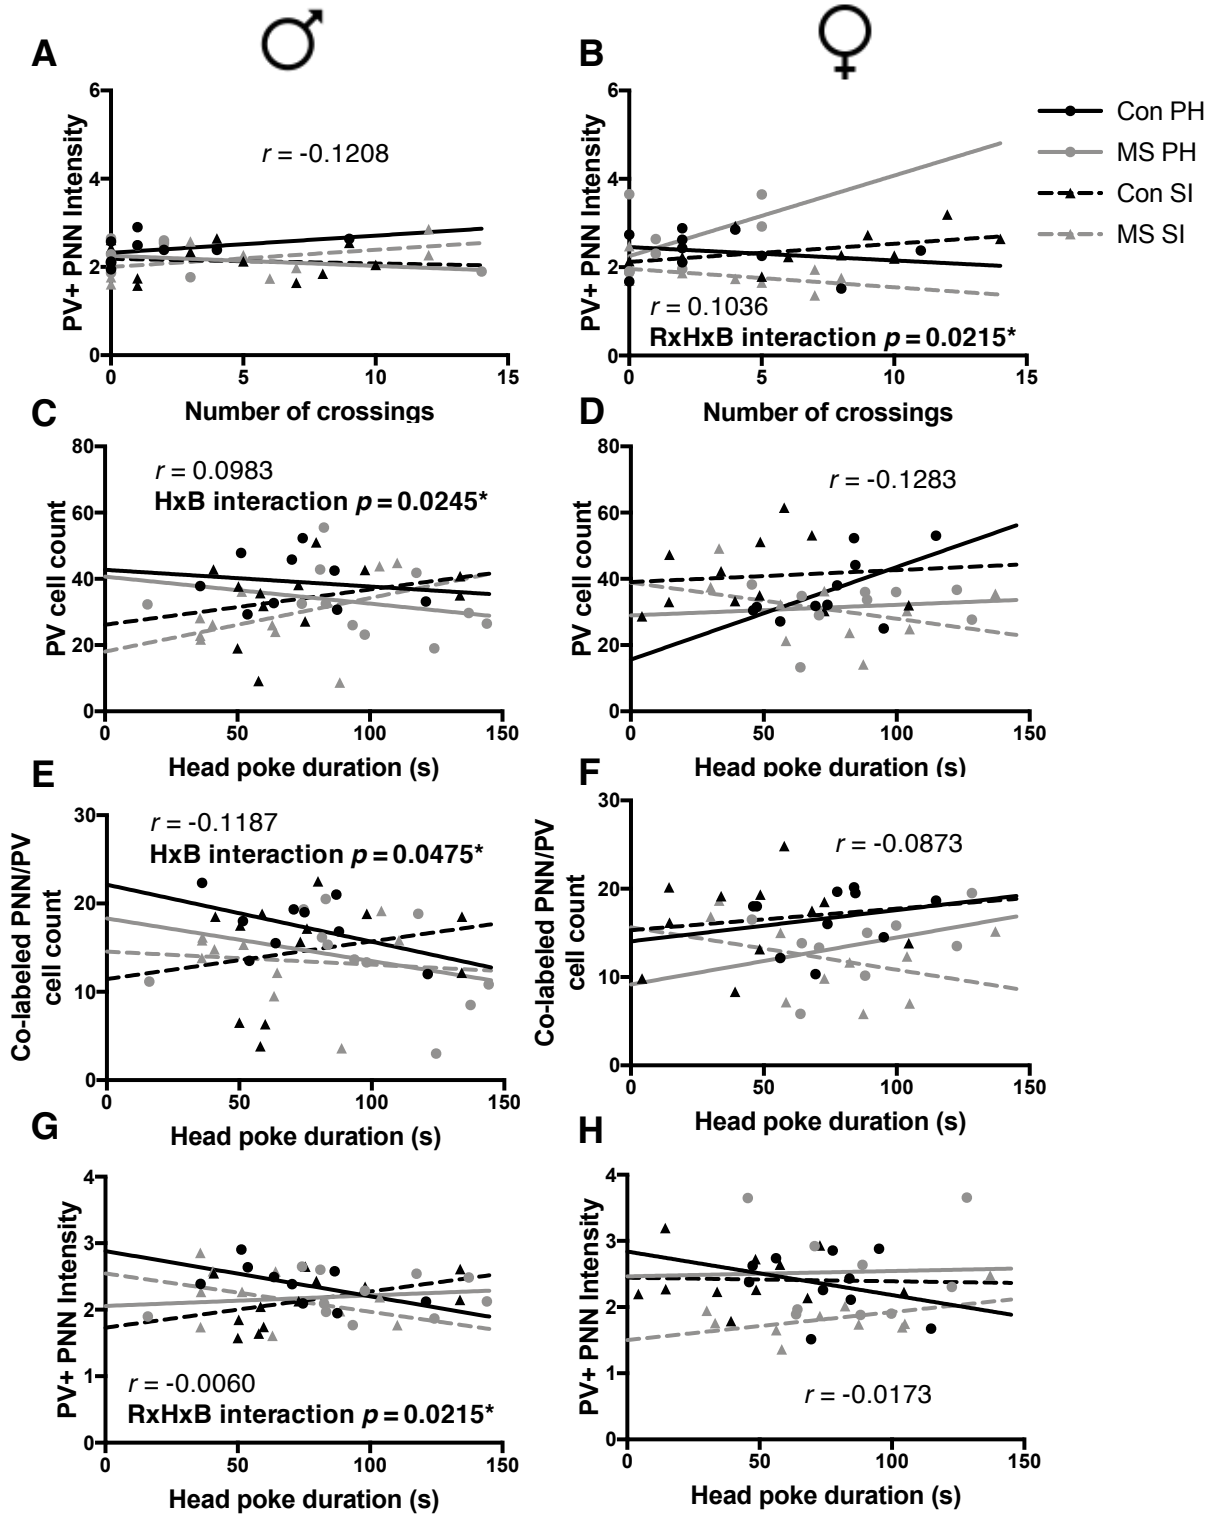 A
B
6
4
2
0
PV+ PNN Intensity
r = -0.1208
0 5 10 15
Number of crossings
6
4
2
0
PV+ PNN Intensity
r = 0.1036
RxHxB interaction p = 0.0215*
0 5 10 15
Number of crossings
Con PH
MS PH
Con SI
MS SI
C
80
60
40
20
0
PV cell count
r = 0.0983
HxB interaction p = 0.0245*
0 50 100 150
Head poke duration (s)
D
80
60
40
20
0
PV cell count
r = -0.1283
0 50 100 150
Head poke duration (s)
E
30
20
10
0
Co-labeled PNN/PV
cell count
r = -0.1187
HxB interaction p = 0.0475*
0 50 100 150
Head poke duration (s)
F
30
20
10
0
Co-labeled PNN/PV
cell count
r = -0.0873
0 50 100 150
Head poke duration (s)
G
4
3
2
1
0
PV+ PNN Intensity
r = -0.0060
RxHxB interaction p = 0.0215*
0 50 100 150
Head poke duration (s)
H
4
3
2
1
0
PV+ PNN Intensity
r = -0.0173
0 50 100 150
Head poke duration (s)